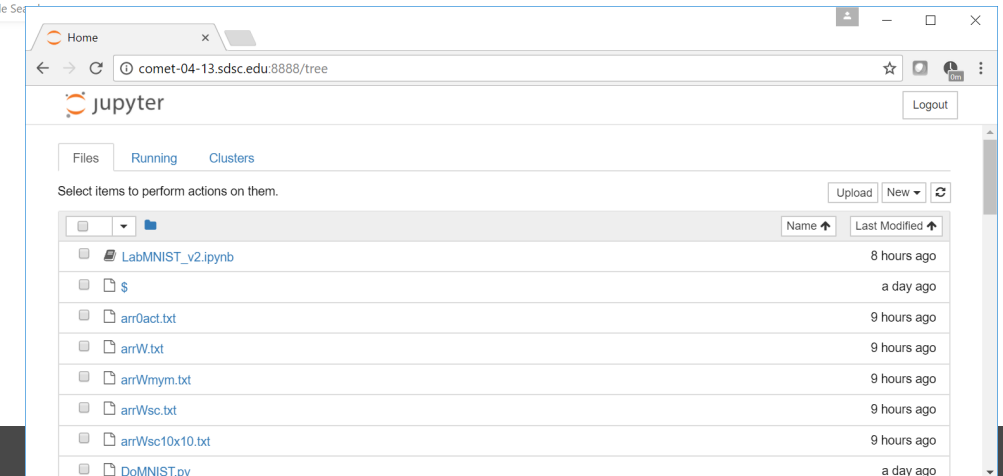 Home
comet-04-13.sdsc.edu:8888/tree
0m
jupyter
Logout
Files Running Clusters
Select items to perform actions on them.
Upload New
Name Last Modified
LabMNIST_v2.ipynb 8 hours ago
$ a day ago
arr0act.txt 9 hours ago
arrW.txt 9 hours ago
arrWmym.txt 9 hours ago
arrWsc.txt 9 hours ago
arrWsc10x10.txt 9 hours ago
DoMNIST.py a day ago